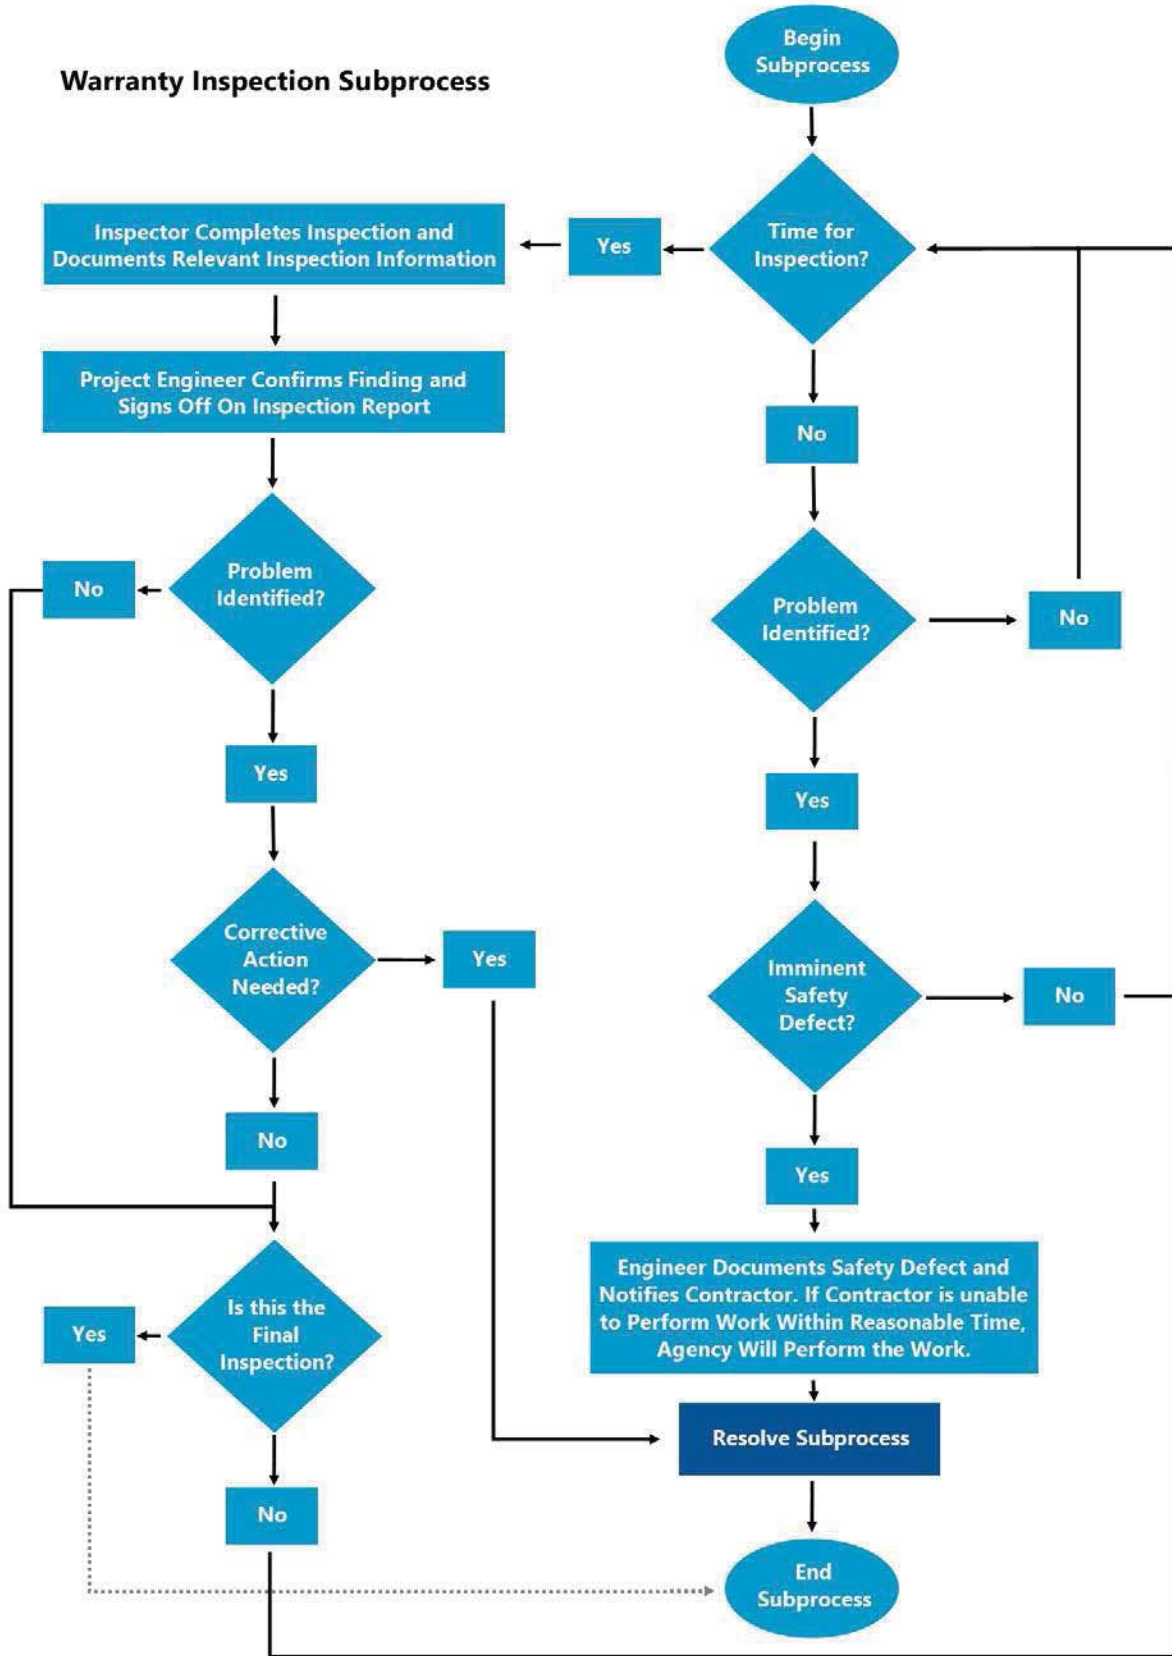 Warranty Inspection Subprocess
Begin
Subprocess
Time for
Inspection?
Yes
Inspector Completes Inspection and
Documents Relevant Inspection Information
Project Engineer Confirms Finding and
Signs Off On Inspection Report
Problem
Identified?
No
Yes
Corrective
Action
Needed?
Yes
No
Is this the
Final
Inspection?
Yes
No
No
Problem
Identified?
No
Yes
Imminent
Safety
Defect?
No
Yes
Engineer Documents Safety Defect and
Notifies Contractor. If Contractor is unable
to Perform Work Within Reasonable Time,
Agency Will Perform the Work.
Resolve Subprocess
End
Subprocess